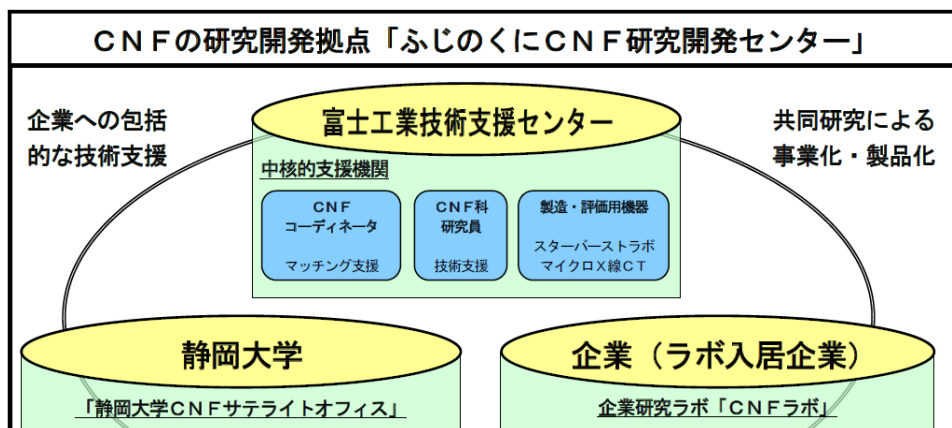 ＣＮＦの研究開発拠点「ふじのくにＣＮＦ研究開発センター」
企業への包括
的な技術支援
富士工業技術支援センター
共同研究による
事業化・製品化
中核的支援機関
ＣＮＦ
コーディネータ
マッチング支援
ＣＮＦ科
研究員
技術支援
製造・評価用機器
スターバーストラボ
マイクロＸ線ＣＴ
静岡大学
「静岡大学ＣＮＦサテライトオフィス」
企業（ラボ入居企業）
企業研究ラボ「ＣＮＦラボ」